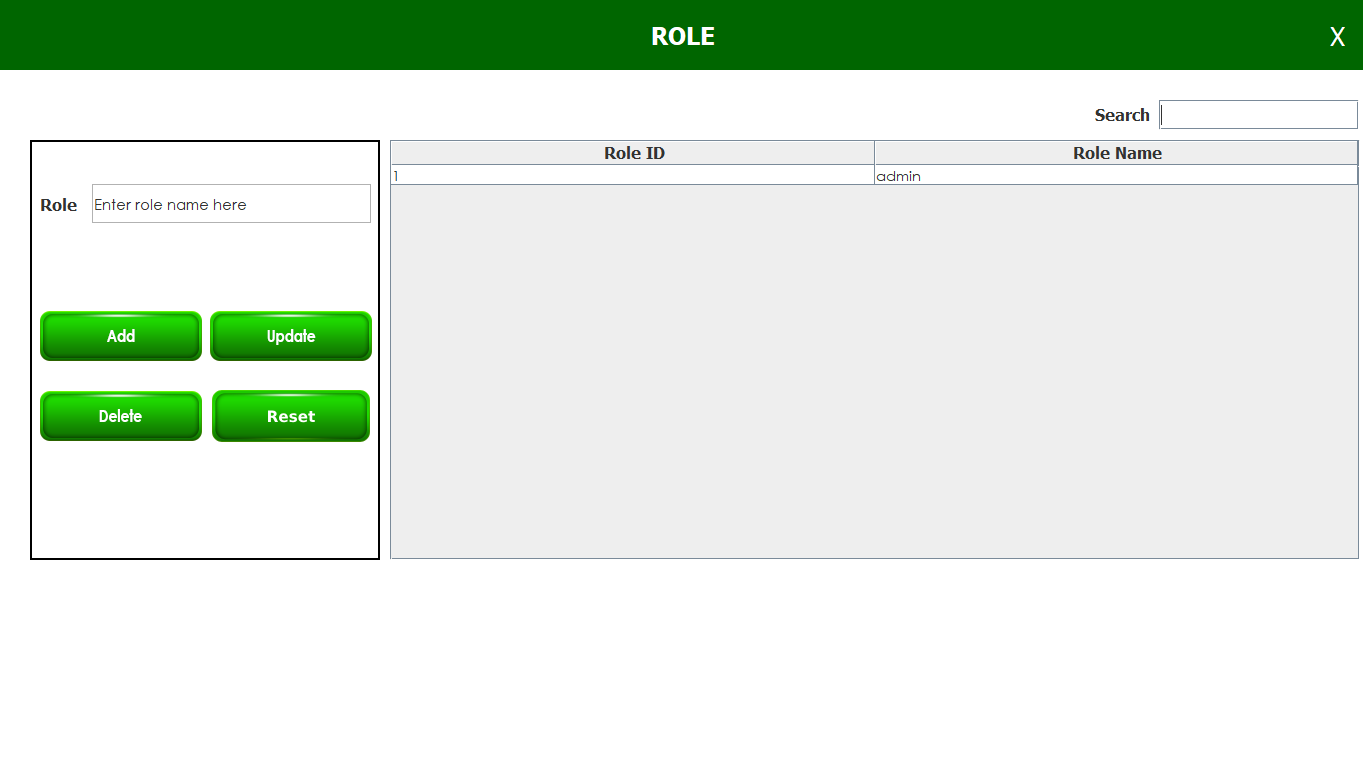 ROLE
X
Search
Role ID Role Name
1 admin
Role Enter role name here
Add Update
Delete Reset